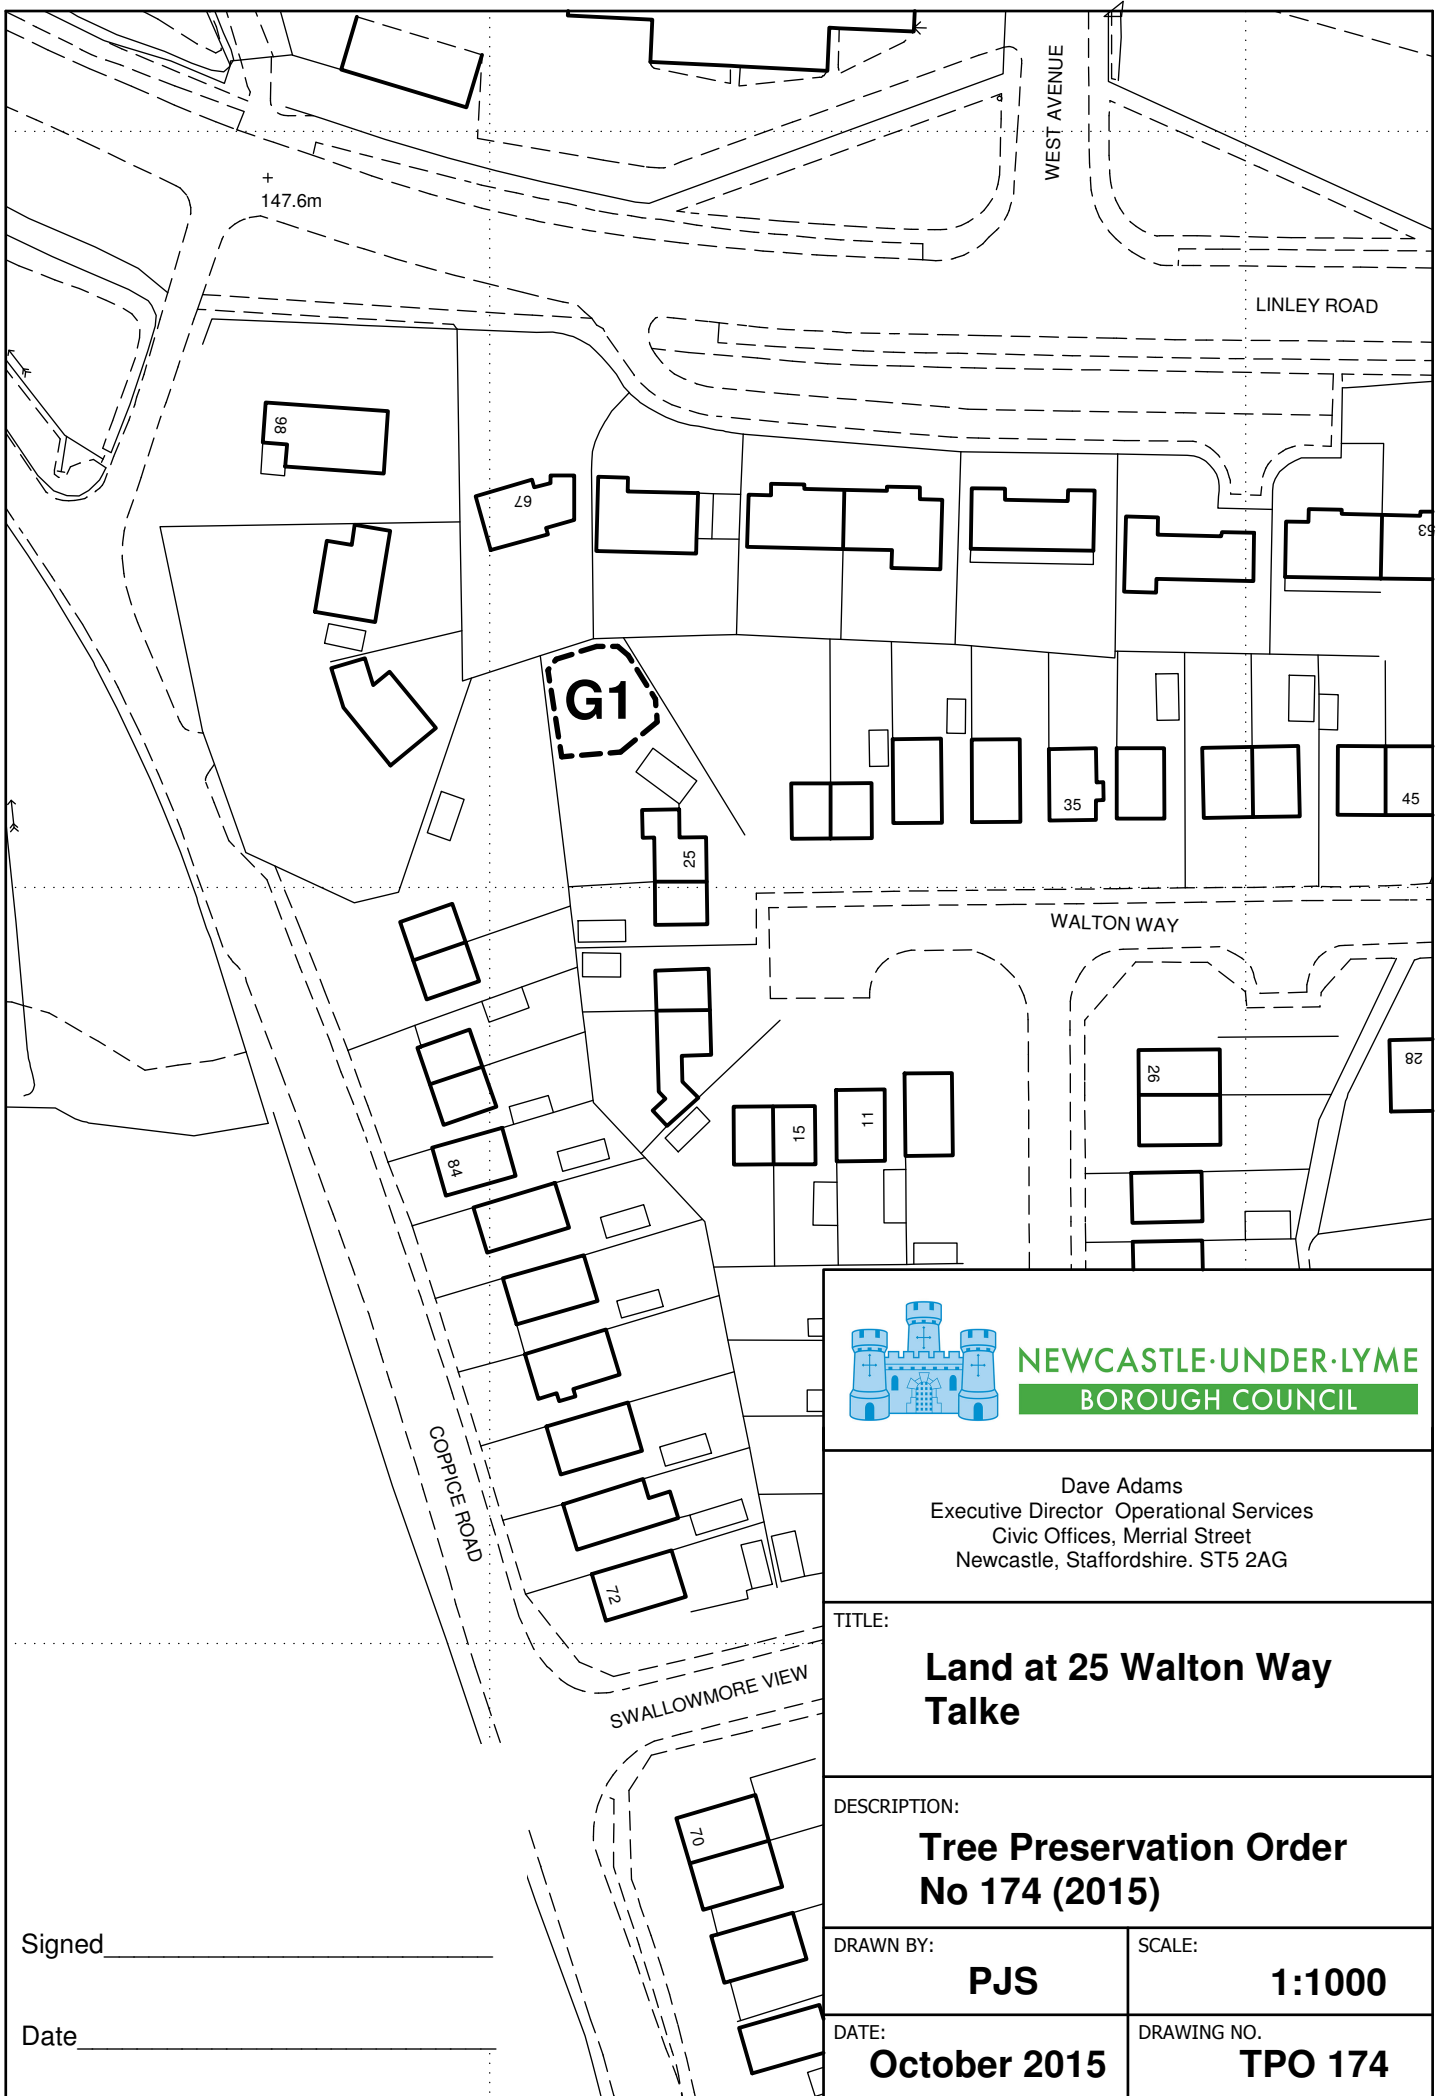 WEST AVENUE
147.6m
LINLEY ROAD
98
67
53
G1
35
45
25
WALTON WAY
28
26
15
11
84
COPPICE ROAD
72
SWALLOWMORE VIEW
70
NEWCASTLE·UNDER·LYME
BOROUGH COUNCIL
Dave Adams
Executive Director Operational Services
Civic Offices, Merrial Street
Newcastle, Staffordshire. ST5 2AG
TITLE:
Land at 25 Walton Way
Talke
DESCRIPTION:
Tree Preservation Order
No 174 (2015)
DRAWN BY:
PJS
SCALE:
1:1000
DATE:
October 2015
DRAWING NO.
TPO 174
Signed
Date